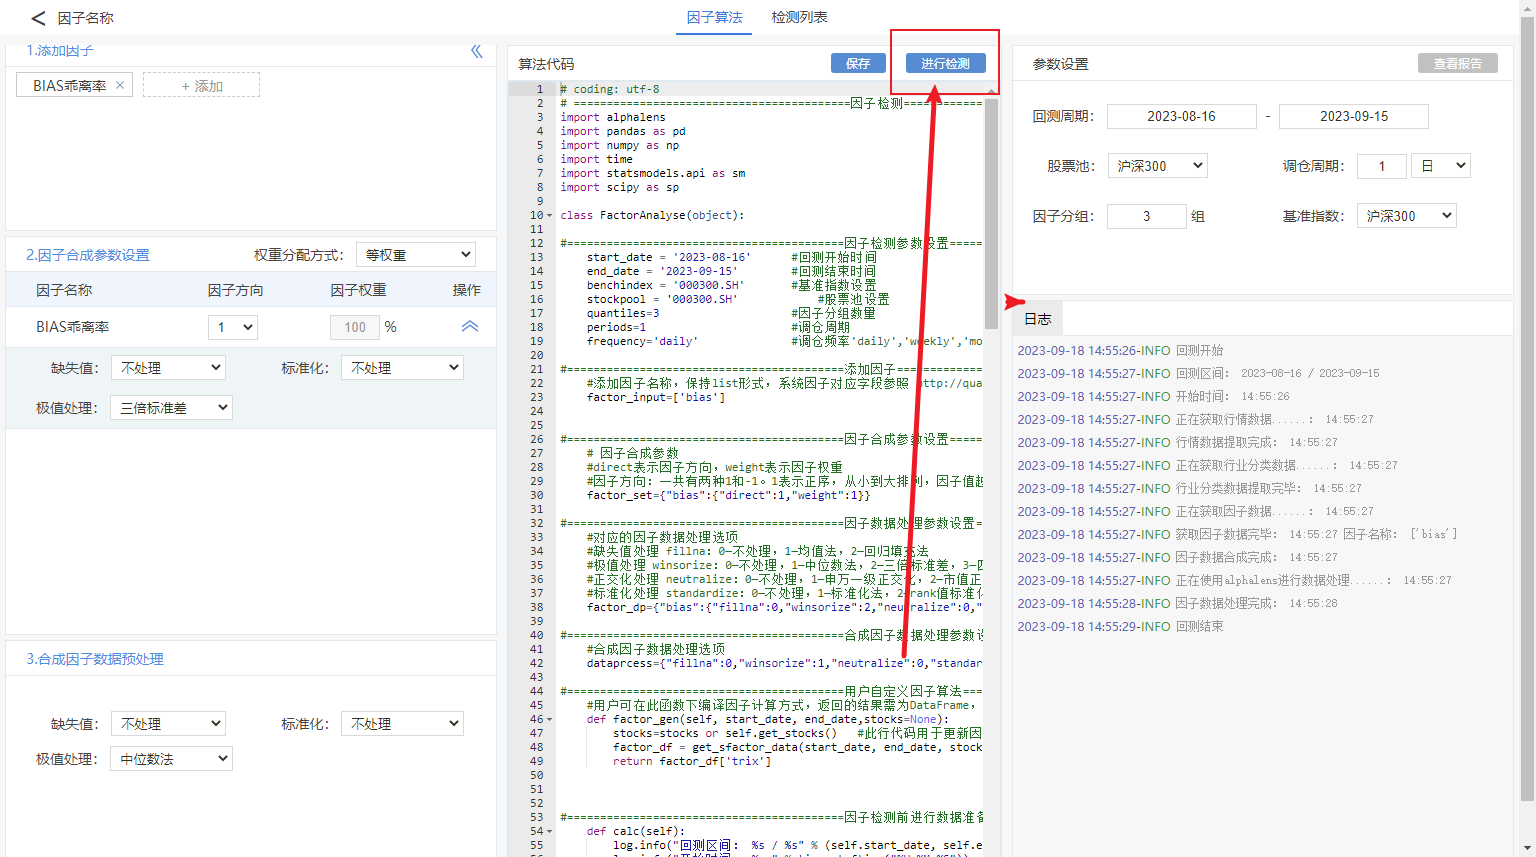 因子名称
因子算法
检测列表
1.添加因子
BIAS乖离率 ×
+ 添加
2.因子合成参数设置
权重分配方式：
等权重
因子名称
因子方向
因子权重
操作
BIAS乖离率
1
100
%
缺失值：
不处理
标准化：
不处理
极值处理：
三倍标准差
3.合成因子数据预处理
缺失值：
不处理
标准化：
不处理
极值处理：
中位数法
算法代码
保存
进行检测
1 # coding: utf-8
2 # ==========================================因子检测============
3 import alphalens
4 import pandas as pd
5 import numpy as np
6 import time
7 import statsmodels.api as sm
8 import scipy as sp
9
10 class FactorAnalyse(object):
11
12 #==========================================因子检测参数设置=====
13 start_date = '2023-08-16' #回测开始时间
14 end_date = '2023-09-15' #回测结束时间
15 benchindex = '000300.SH' #基准指数设置
16 stockpool = '000300.SH' #股票池设置
17 quantiles=3 #因子分组数量
18 periods=1 #调仓周期
19 frequency='daily' #调仓频率'daily','weekly','mo
20
21 #==========================================添加因子=============
22 #添加因子名称，保持list形式，系统因子对应字段参照 http://qua
23 factor_input=['bias']
24
25
26 #==========================================因子合成参数设置=====
27 # 因子合成参数
28 #direct表示因子方向，weight表示因子权重
29 #因子方向：一共有两种1和-1。1表示正序，从小到大排列，因子值越
30 factor_set={"bias":{"direct":1,"weight":1}}
31
32 #==========================================因子数据处理参数设置=
33 #对应的因子数据处理选项
34 #缺失值处理 fillna：0—不处理，1—均值法，2—回归填充法
35 #极值处理 winsorize：0—不处理，1—中位数法，2—三倍标准差，3—四
36 #正交化处理 neutralize：0—不处理，1—申万一级正交化，2—市值正
37 #标准化处理 standardize：0—不处理，1—标准化法，2—rank值标准化
38 factor_dp={"bias":{"fillna":0,"winsorize":2,"neutralize":0,"
39
40 #==========================================合成因子数据处理参数设
41 #合成因子数据处理选项
42 dataprcess={"fillna":0,"winsorize":1,"neutralize":0,"standar
43
44 #==========================================用户自定义因子算法===
45 #用户可在此函数下编译因子计算方式，返回的结果需为DataFrame，
46 def factor_gen(self, start_date, end_date,stocks=None):
47 stocks=stocks or self.get_stocks() #此行代码用于更新因
48 factor_df = get_sfactor_data(start_date, end_date, stock
49 return factor_df['trix']
50
51
52
53 #==========================================因子检测前进行数据准备
54 def calc(self):
55 log.info("回测区间： %s / %s" % (self.start_date, self.e
参数设置
查看报告
回测周期：
2023-08-16
-
2023-09-15
股票池：
沪深300
调仓周期：
1
日
因子分组：
3
组
基准指数：
沪深300
日志
2023-09-18 14:55:26-INFO 回测开始
2023-09-18 14:55:27-INFO 回测区间： 2023-08-16 / 2023-09-15
2023-09-18 14:55:27-INFO 开始时间： 14:55:26
2023-09-18 14:55:27-INFO 正在获取行情数据......： 14:55:27
2023-09-18 14:55:27-INFO 行情数据提取完成： 14:55:27
2023-09-18 14:55:27-INFO 正在获取行业分类数据......： 14:55:27
2023-09-18 14:55:27-INFO 行业分类数据提取完毕： 14:55:27
2023-09-18 14:55:27-INFO 正在获取因子数据......： 14:55:27
2023-09-18 14:55:27-INFO 获取因子数据完毕： 14:55:27 因子名称： ['bias']
2023-09-18 14:55:27-INFO 因子数据合成完成： 14:55:27
2023-09-18 14:55:27-INFO 正在使用alphalens进行数据处理......： 14:55:27
2023-09-18 14:55:28-INFO 因子数据处理完成： 14:55:28
2023-09-18 14:55:29-INFO 回测结束